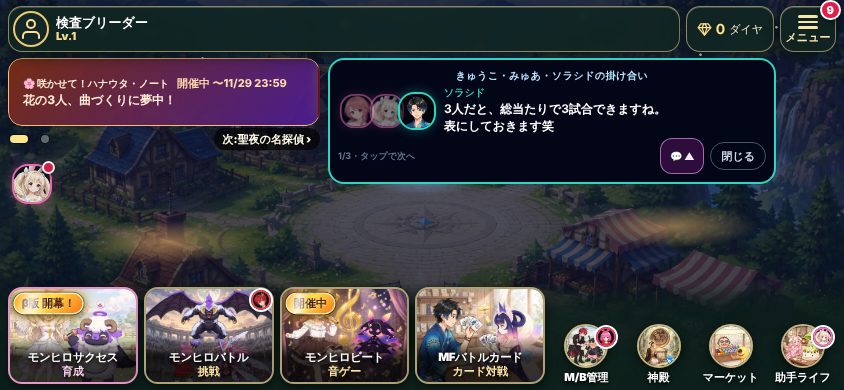 検査ブリーダー
Lv.1
0 ダイヤ
9
メニュー
🌸 咲かせて！ハナウタ・ノート 開催中 〜11/29 23:59
花の3人、曲づくりに夢中！
次:聖夜の名探偵 ›
きゅうこ・みゅあ・ソラシドの掛け合い
ソラシド
3人だと、総当たりで3試合できますね。
表にしておきます笑
1/3・タップで次へ
💬▲
閉じる
β版 開幕！
モンヒロサクセス
育成
モンヒロバトル
挑戦
開催中
モンヒロビート
音ゲー
MFバトルカード
カード対戦
M/B管理
神殿
マーケット
助手ライフ